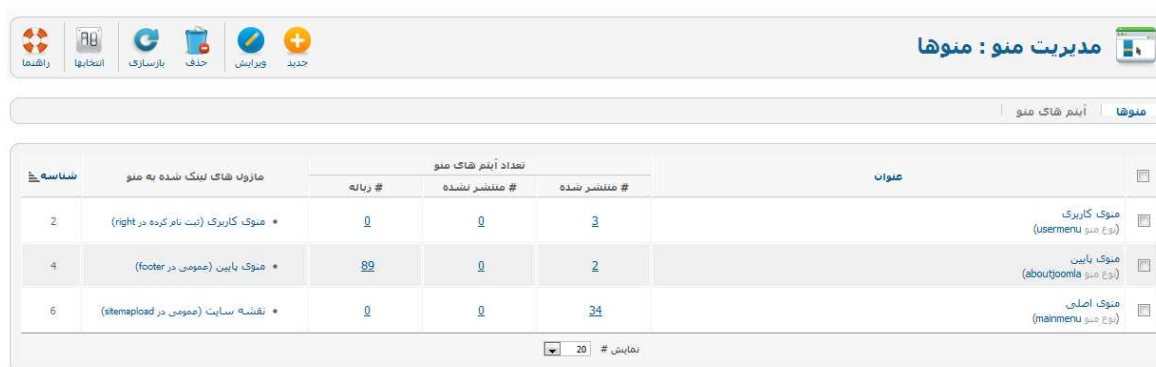 مدیریت منو : منوها
جدید
ویرایش
حذف
بازسازی
انتخابها
راهنما
منوها
آیتم های منو
عنوان
تعداد آیتم های منو
# منتشر شده
# منتشر نشده
# زباله
ماژول های لینک شده به منو
شناسه
منوی کاربری
(نوع منو usermenu)
3
0
0
منوی کاربری (ثبت نام کرده در right)
2
منوی پایین
(نوع منو aboutjoomla)
2
0
89
منوی پایین (عمومی در footer)
4
منوی اصلی
(نوع منو mainmenu)
34
0
0
نقشه سایت (عمومی در sitemapload)
6
نمایش # 20